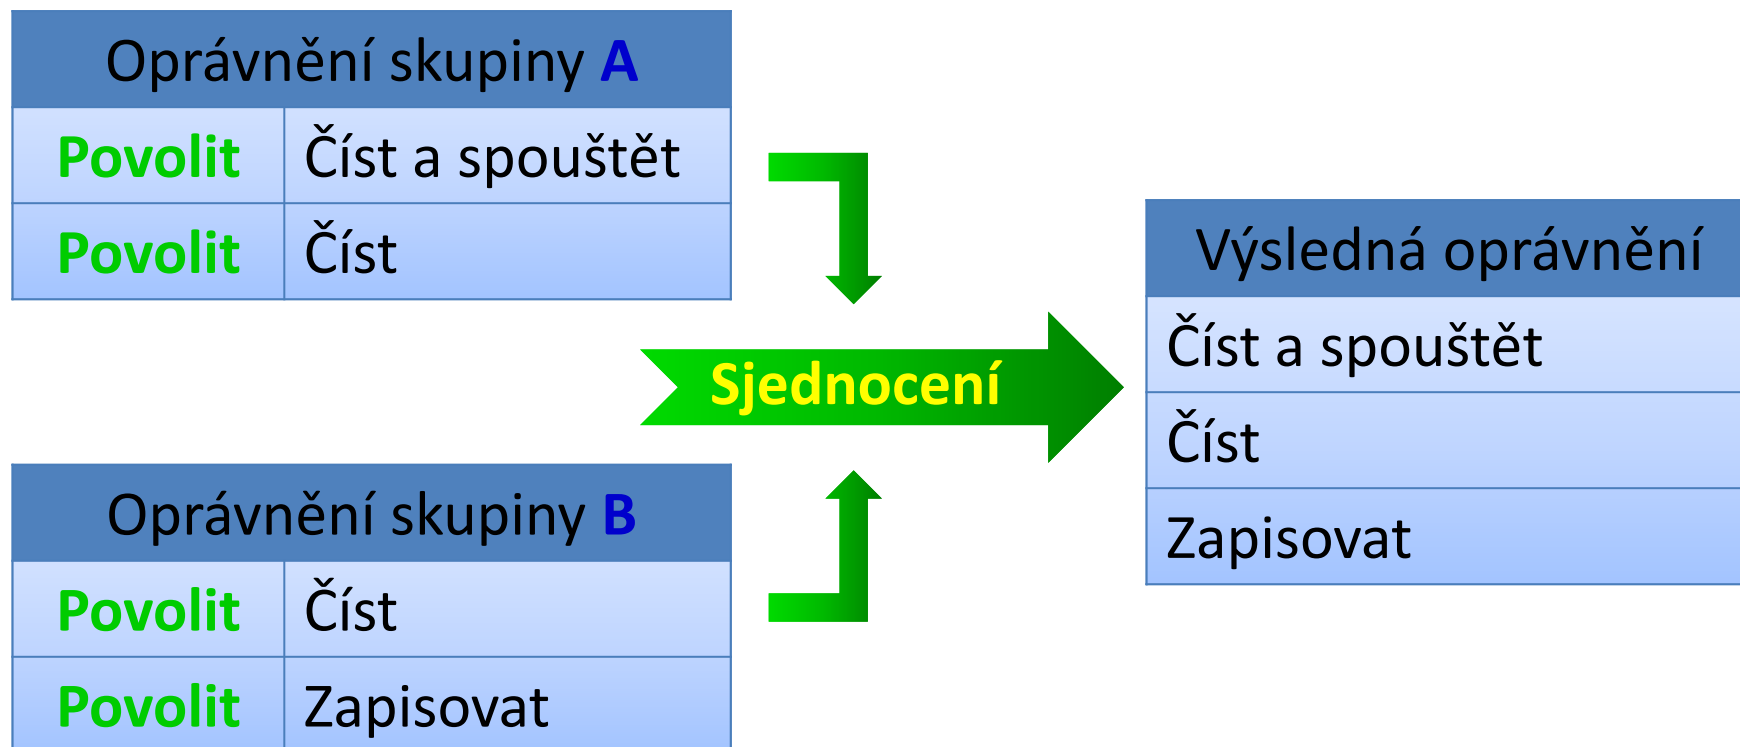 Oprávnění skupiny A
Povolit Číst a spouštět
Povolit Číst
Sjednocení
Oprávnění skupiny B
Povolit Číst
Povolit Zapisovat
Výsledná oprávnění
Číst a spouštět
Číst
Zapisovat